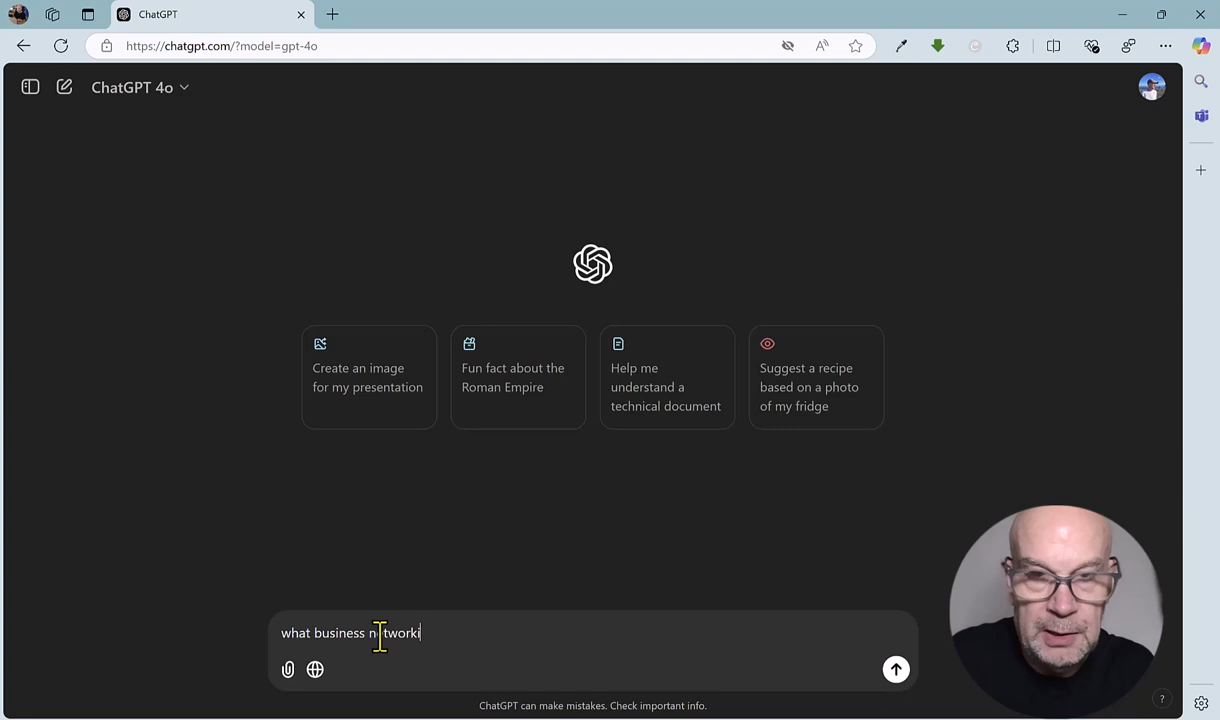 ChatGPT
https://chatgpt.com/?model=gpt-4o
ChatGPT 4o
Create an image
for my presentation
Fun fact about the
Roman Empire
Help me
understand a
technical document
Suggest a recipe
based on a photo
of my fridge
what business networki
ChatGPT can make mistakes. Check important info.
?